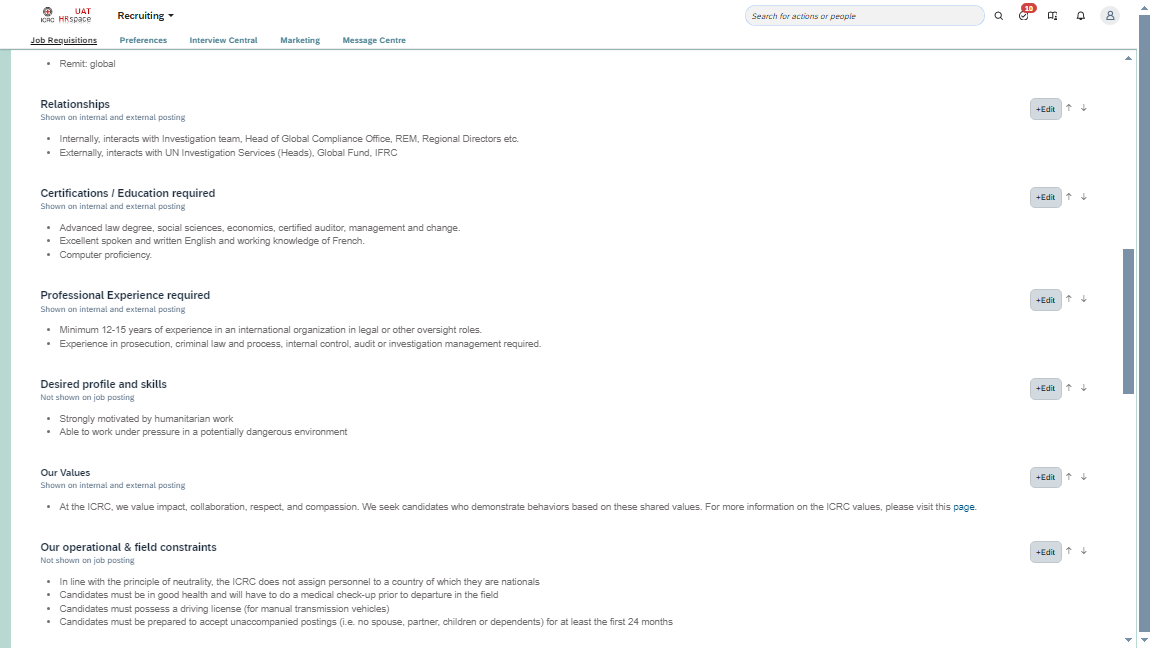 ICRC
UAT
HRspace
Recruiting
Search for actions or people
10
Job Requisitions
Preferences
Interview Central
Marketing
Message Centre
Remit: global
Relationships
Shown on internal and external posting
+Edit
Internally, interacts with Investigation team, Head of Global Compliance Office, REM, Regional Directors etc.
Externally, interacts with UN Investigation Services (Heads), Global Fund, IFRC
Certifications / Education required
Shown on internal and external posting
+Edit
Advanced law degree, social sciences, economics, certified auditor, management and change.
Excellent spoken and written English and working knowledge of French.
Computer proficiency.
Professional Experience required
Shown on internal and external posting
+Edit
Minimum 12-15 years of experience in an international organization in legal or other oversight roles.
Experience in prosecution, criminal law and process, internal control, audit or investigation management required.
Desired profile and skills
Not shown on job posting
+Edit
Strongly motivated by humanitarian work
Able to work under pressure in a potentially dangerous environment
Our Values
Shown on internal and external posting
+Edit
At the ICRC, we value impact, collaboration, respect, and compassion. We seek candidates who demonstrate behaviors based on these shared values. For more information on the ICRC values, please visit this page.
Our operational & field constraints
Not shown on job posting
+Edit
In line with the principle of neutrality, the ICRC does not assign personnel to a country of which they are nationals
Candidates must be in good health and will have to do a medical check-up prior to departure in the field
Candidates must possess a driving license (for manual transmission vehicles)
Candidates must be prepared to accept unaccompanied postings (i.e. no spouse, partner, children or dependents) for at least the first 24 months